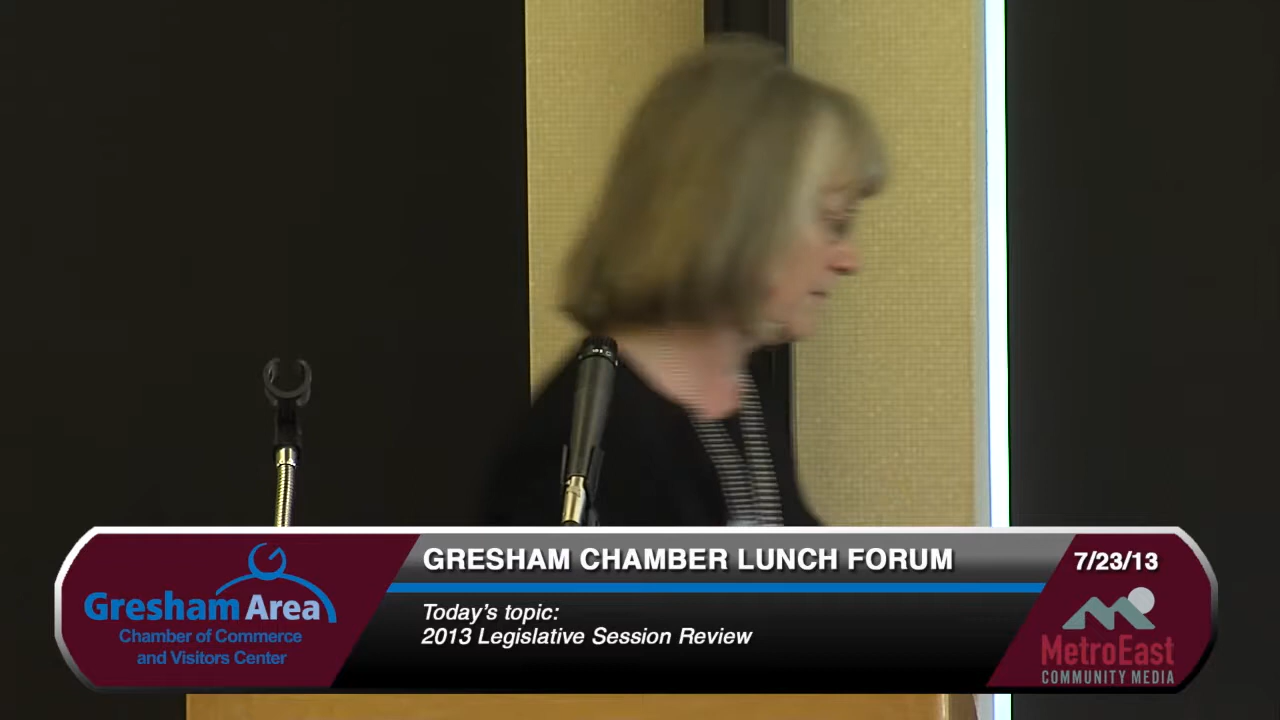 GRESHAM CHAMBER LUNCH FORUM
7/23/13
Today's topic:
2013 Legislative Session Review
Gresham Area
Chamber of Commerce
and Visitors Center
MetroEast
COMMUNITY MEDIA